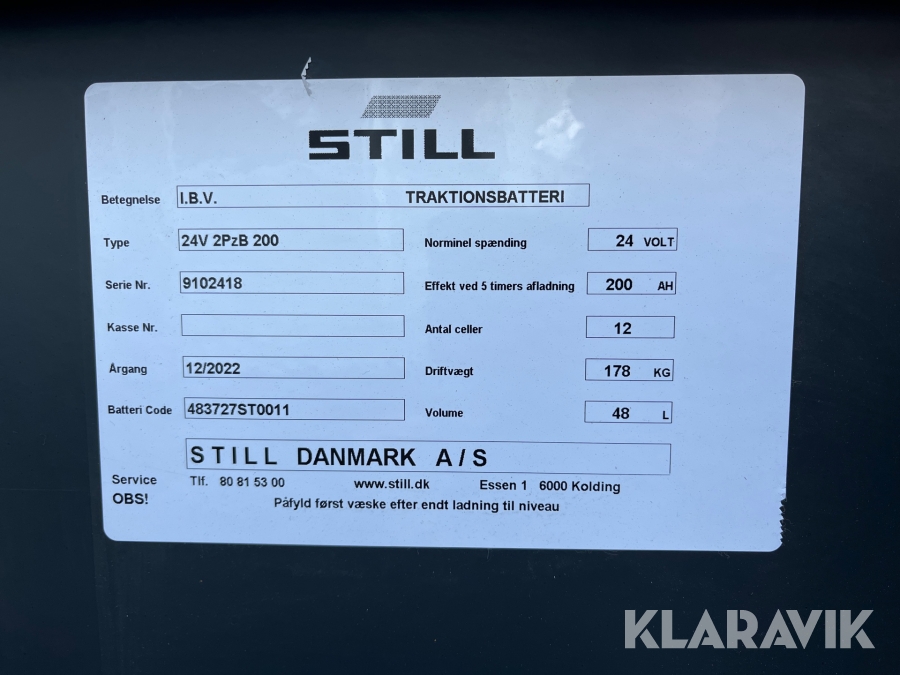 STILL
Betegnelse I.B.V. TRAKTIONSBATTERI
Type 24V 2PzB 200 Norminel spænding 24 VOLT
Serie Nr. 9102418 Effekt ved 5 timers afladning 200 AH
Kasse Nr. Antal celler 12
Årgang 12/2022 Driftvægt 178 KG
Batteri Code 483727ST0011 Volume 48 L
STILL DANMARK A/S
Service Tlf. 80 81 53 00 www.still.dk Essen 1 6000 Kolding
OBS! Påfyld først væske efter endt ladning til niveau
KLARAVIK